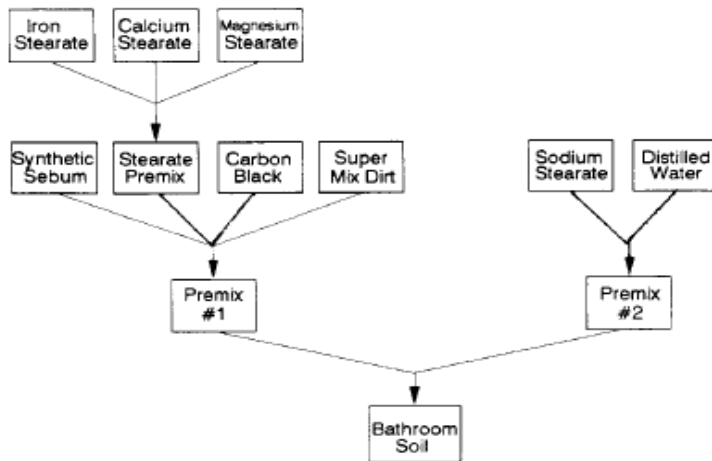 Iron
Stearate
Calcium
Stearate
Magnesium
Stearate
Synthetic
Sebum
Stearate
Premix
Carbon
Black
Super
Mix Dirt
Sodium
Stearate
Distilled
Water
Premix
#1
Premix
#2
Bathroom
Soil